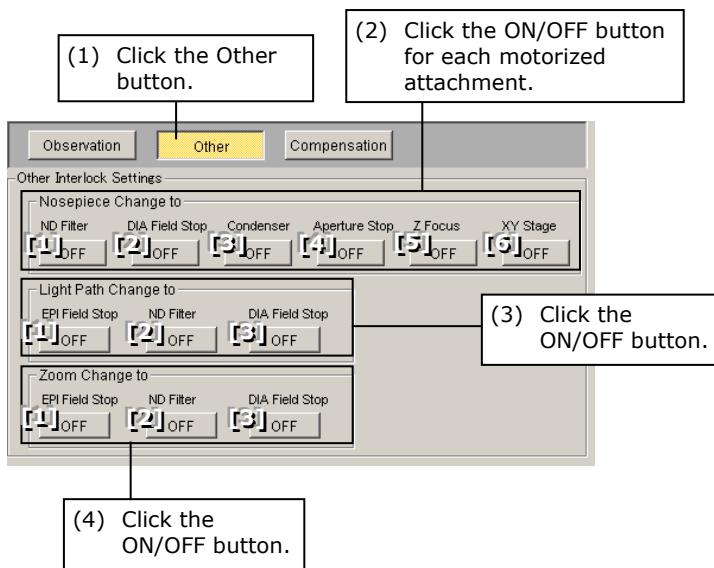 (1) Click the Other
button.
(2) Click the ON/OFF button
for each motorized
attachment.
Observation Other Compensation
Other Interlock Settings
Nosepiece Change to
ND Filter DIA Field Stop Condenser Aperture Stop Z Focus XY Stage
[1] OFF [2] OFF [3] OFF [4] OFF [5] OFF [6] OFF
Light Path Change to
EPI Field Stop ND Filter DIA Field Stop
[1] OFF [2] OFF [3] OFF
(3) Click the
ON/OFF button.
Zoom Change to
EPI Field Stop ND Filter DIA Field Stop
[1] OFF [2] OFF [3] OFF
(4) Click the
ON/OFF button.